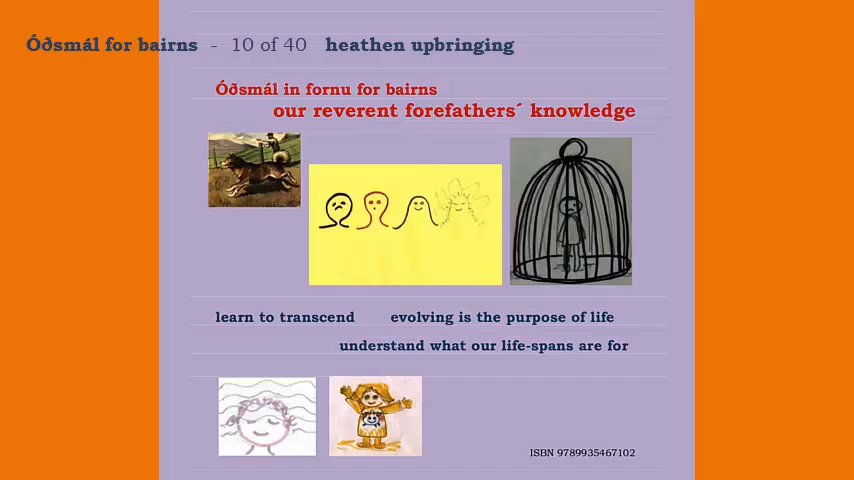 Óðsmál for bairns - 10 of 40 heathen upbringing
Óðsmál in fornu for bairns
our reverent forefathers´ knowledge
learn to transcend evolving is the purpose of life
understand what our life-spans are for
ISBN 9789935467102